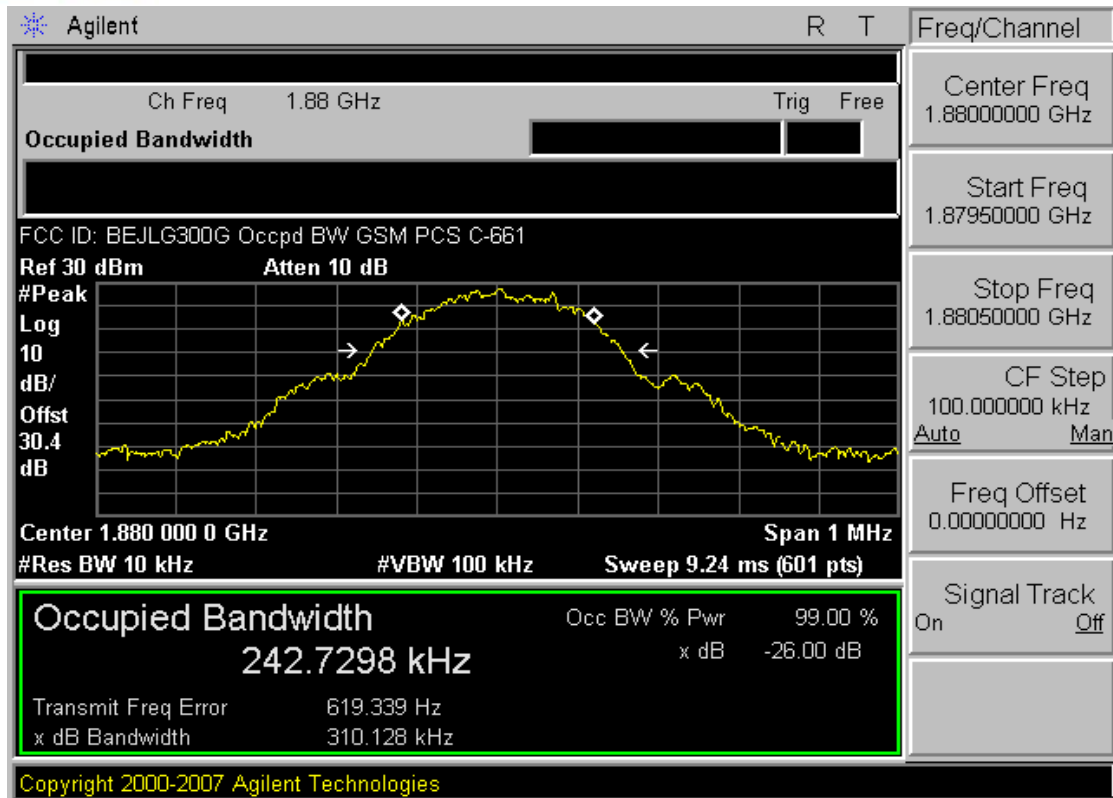 Agilent R T Freq/Channel
Ch Freq 1.88 GHz Trig Free
Occupied Bandwidth
Center Freq
1.88000000 GHz
Start Freq
1.87950000 GHz
Stop Freq
1.88050000 GHz
CF Step
100.000000 kHz
Auto Man
Freq Offset
0.00000000 Hz
Signal Track
On Off
FCC ID: BEJLG300G Occpd BW GSM PCS C-661
Ref 30 dBm Atten 10 dB
#Peak
Log
10
dB/
Offst
30.4
dB
Center 1.880 000 0 GHz Span 1 MHz
#Res BW 10 kHz #VBW 100 kHz Sweep 9.24 ms (601 pts)
Occupied Bandwidth Occ BW % Pwr 99.00 %
242.7298 kHz x dB -26.00 dB
Transmit Freq Error 619.339 Hz
x dB Bandwidth 310.128 kHz
Copyright 2000-2007 Agilent Technologies